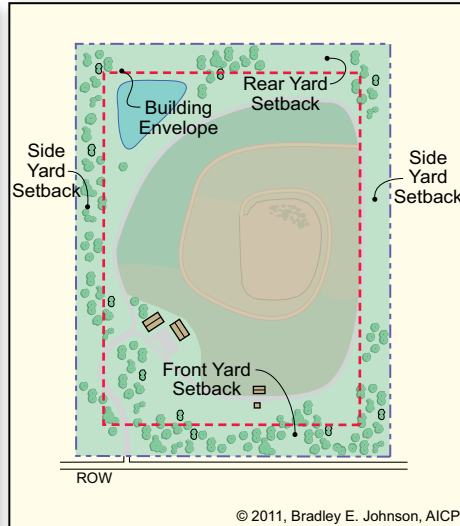 Rear Yard
Setback
Building
Envelope
Side
Yard
Setback
Side
Yard
Setback
Front Yard
Setback
ROW
© 2011, Bradley E. Johnson, AICP